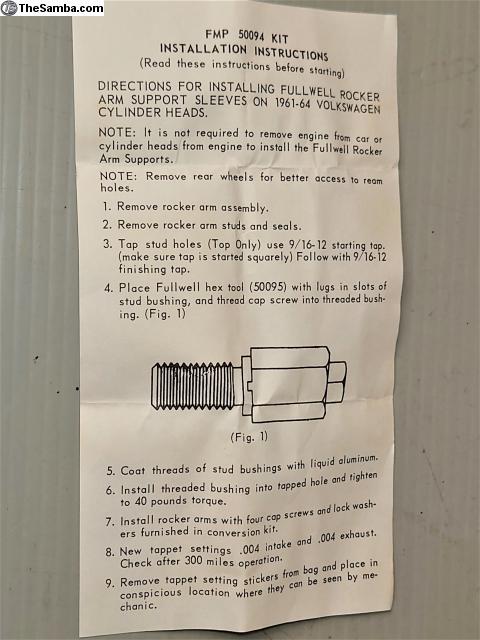 TheSamba.com
FMP 50094 KIT
INSTALLATION INSTRUCTIONS
(Read these instructions before starting)
DIRECTIONS FOR INSTALLING FULLWELL ROCKER
ARM SUPPORT SLEEVES ON 1961-64 VOLKSWAGEN
CYLINDER HEADS.
NOTE: It is not required to remove engine from car or
cylinder heads from engine to install the Fullwell Rocker
Arm Supports.
NOTE: Remove rear wheels for better access to ream
holes.
1. Remove rocker arm assembly.
2. Remove rocker arm studs and seals.
3. Tap stud holes (Top Only) use 9/16-12 starting tap.
(make sure tap is started squarely) Follow with 9/16-12
finishing tap.
4. Place Fullwell hex tool (50095) with lugs in slots of
stud bushing, and thread cap screw into threaded bush-
ing. (Fig. 1)
(Fig. 1)
5. Coat threads of stud bushings with liquid aluminum.
6. Install threaded bushing into tapped hole and tighten
to 40 pounds torque.
7. Install rocker arms with four cap screws and lock wash-
ers furnished in conversion kit.
8. New tappet settings .004 intake and .004 exhaust.
Check after 300 miles operation.
9. Remove tappet setting stickers from bag and place in
conspicious location where they can be seen by me-
chanic.